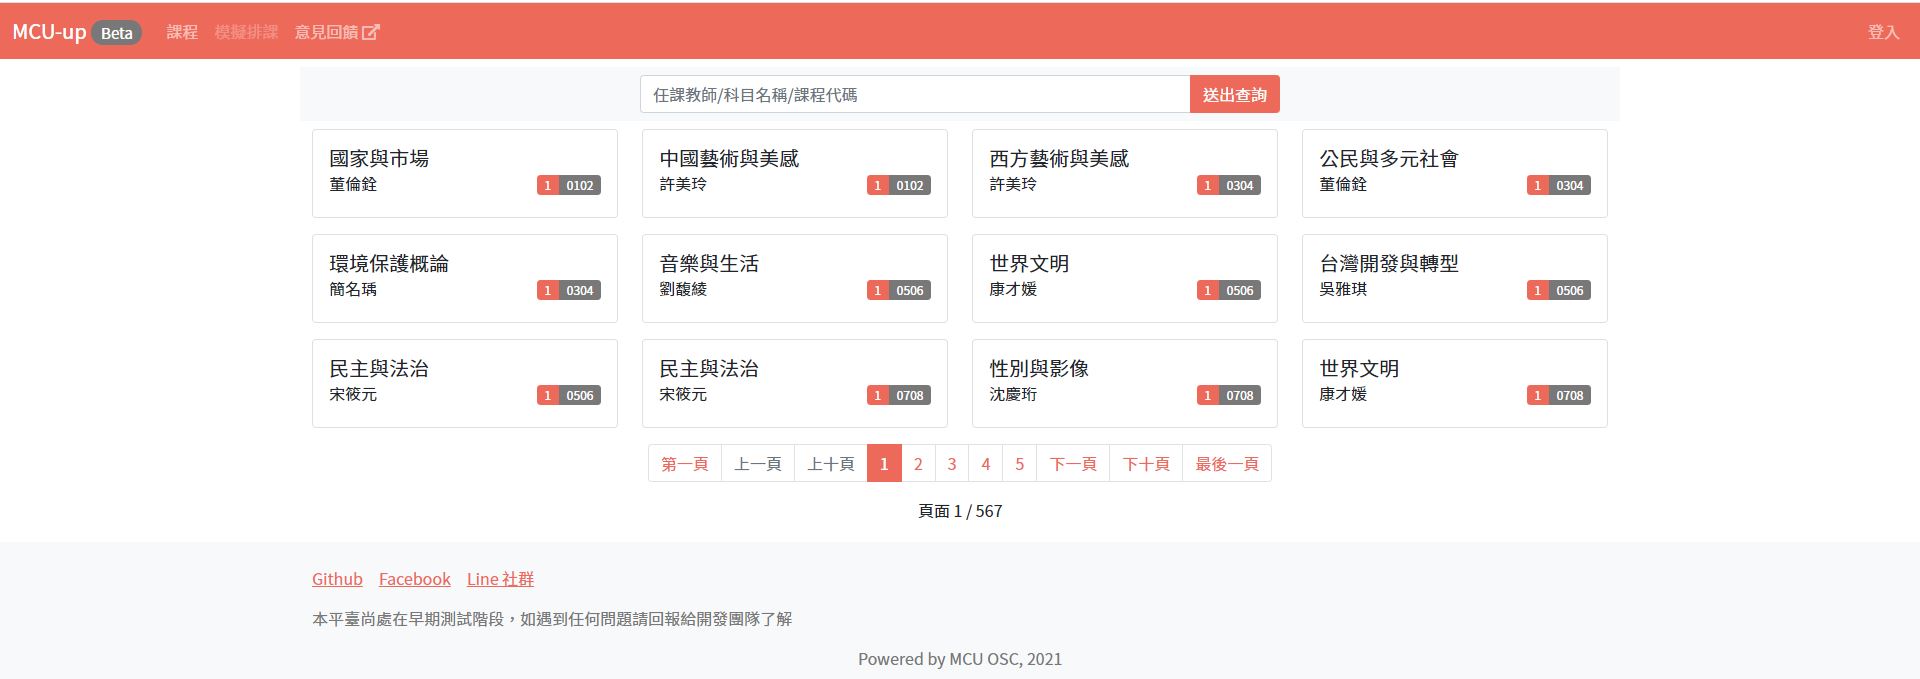 MCU-up Beta 課程 模擬排課 意見回饋 登入
任課教師/科目名稱/課程代碼 送出查詢
國家與市場 中國藝術與美感 西方藝術與美感 公民與多元社會
董倫銓 1 0102 許美玲 1 0102 許美玲 1 0304 董倫銓 1 0304
環境保護概論 音樂與生活 世界文明 台灣開發與轉型
簡名瑀 1 0304 劉馥綾 1 0506 康才媛 1 0506 吳雅琪 1 0506
民主與法治 民主與法治 性別與影像 世界文明
宋筱元 1 0506 宋筱元 1 0708 沈慶珩 1 0708 康才媛 1 0708
第一頁 上一頁 上十頁 1 2 3 4 5 下一頁 下十頁 最後一頁
頁面 1 / 567
Github Facebook Line 社群
本平臺尚處在早期測試階段，如遇到任何問題請回報給開發團隊了解
Powered by MCU OSC, 2021